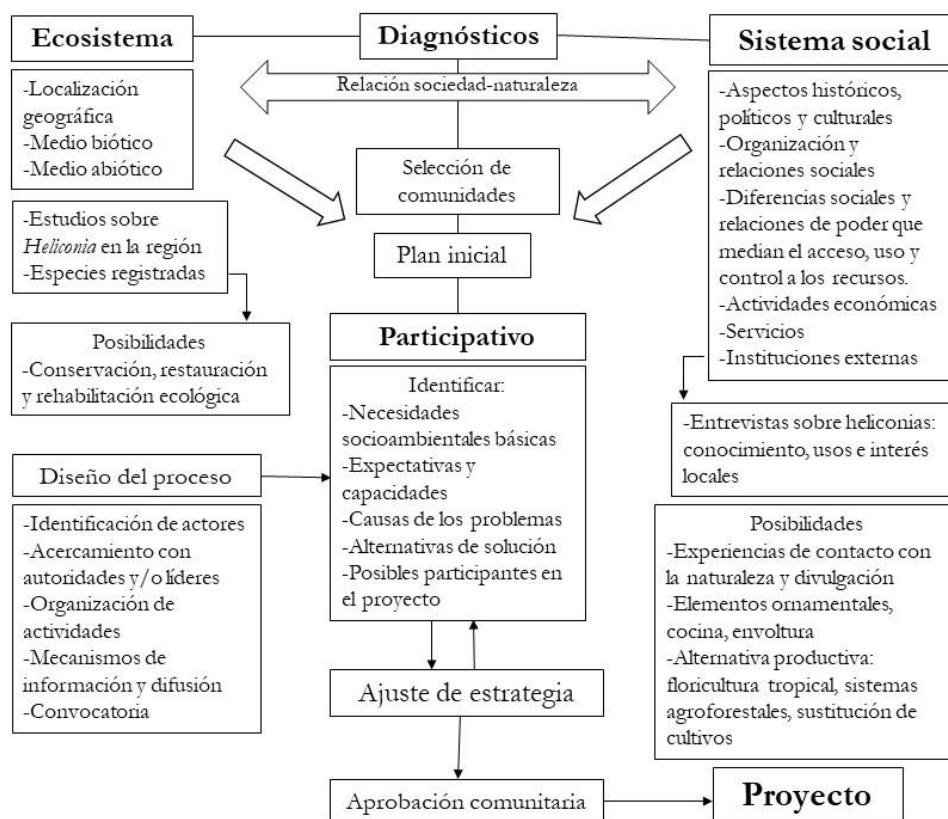 Ecosistema
Diagnósticos
Sistema social
-Localización
geográfica
-Medio biótico
-Medio abiótico
Relación sociedad-naturaleza
-Aspectos históricos,
políticos y culturales
-Organización y
relaciones sociales
-Diferencias sociales y
relaciones de poder que
median el acceso, uso y
control a los recursos.
-Actividades económicas
-Servicios
-Instituciones externas
Selección de
comunidades
-Estudios sobre
Heliconia en la región
-Especies registradas
Plan inicial
Posibilidades
-Conservación, restauración
y rehabilitación ecológica
Participativo
Identificar:
-Necesidades
socioambientales básicas
-Expectativas y
capacidades
-Causas de los problemas
-Alternativas de solución
-Posibles participantes en
el proyecto
-Entrevistas sobre heliconias:
conocimiento, usos e interés
locales
Diseño del proceso
-Identificación de actores
-Acercamiento con
autoridades y/o líderes
-Organización de
actividades
-Mecanismos de
información y difusión
-Convocatoria
Posibilidades
-Experiencias de contacto con
la naturaleza y divulgación
-Elementos ornamentales,
cocina, envoltura
-Alternativa productiva:
floricultura tropical, sistemas
agroforestales, sustitución de
cultivos
Ajuste de estrategia
Aprobación comunitaria
Proyecto